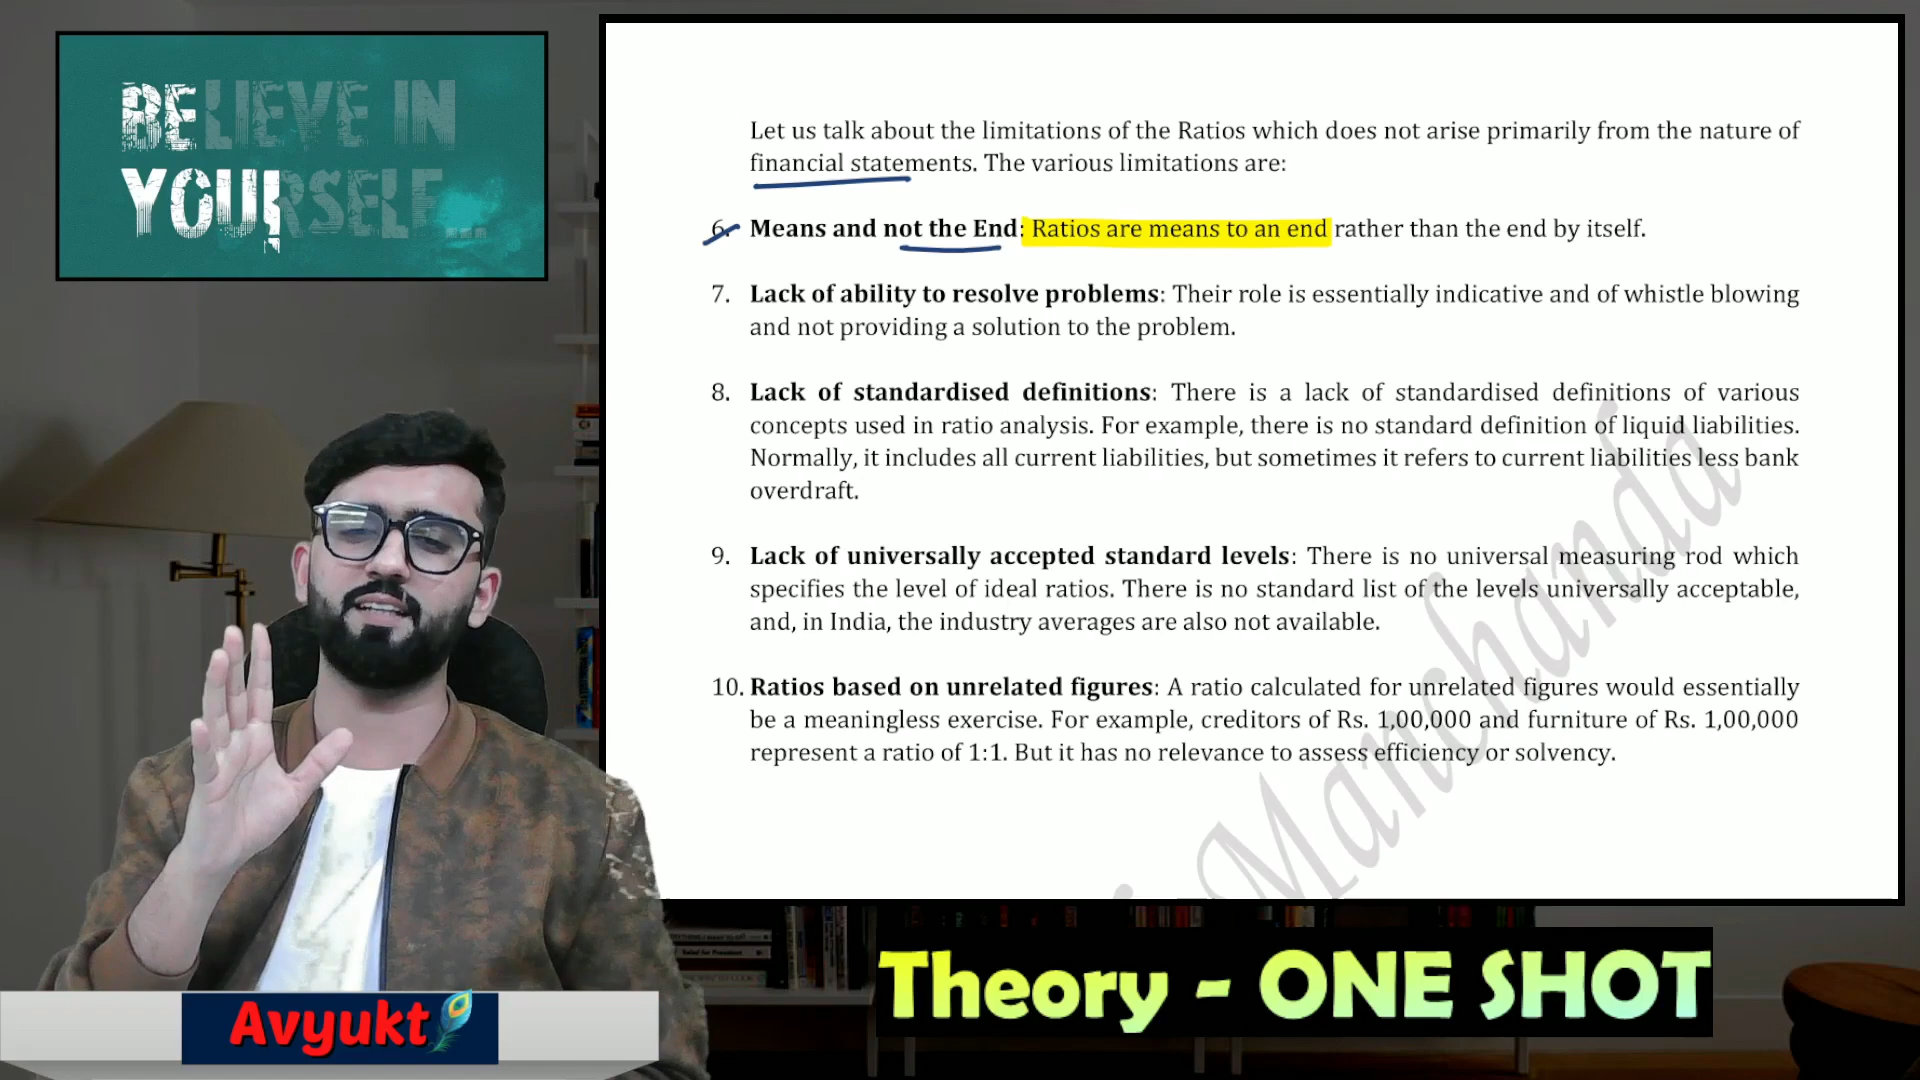 BELIEVE IN
YOURSELF...
Let us talk about the limitations of the Ratios which does not arise primarily from the nature of
financial statements. The various limitations are:
6. Means and not the End: Ratios are means to an end rather than the end by itself.
7. Lack of ability to resolve problems: Their role is essentially indicative and of whistle blowing
and not providing a solution to the problem.
8. Lack of standardised definitions: There is a lack of standardised definitions of various
concepts used in ratio analysis. For example, there is no standard definition of liquid liabilities.
Normally, it includes all current liabilities, but sometimes it refers to current liabilities less bank
overdraft.
9. Lack of universally accepted standard levels: There is no universal measuring rod which
specifies the level of ideal ratios. There is no standard list of the levels universally acceptable,
and, in India, the industry averages are also not available.
10. Ratios based on unrelated figures: A ratio calculated for unrelated figures would essentially
be a meaningless exercise. For example, creditors of Rs. 1,00,000 and furniture of Rs. 1,00,000
represent a ratio of 1:1. But it has no relevance to assess efficiency or solvency.
Manchanda
Theory - ONE SHOT
Avyukt